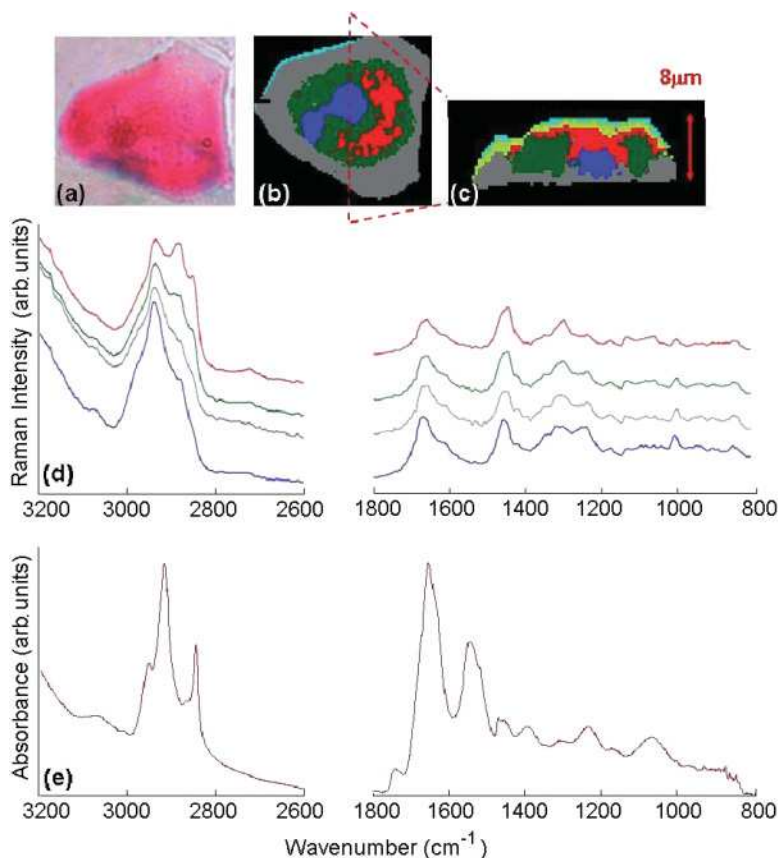 8μm
(a)
(b)
(c)
Raman Intensity (arb. units)
(d)
3200 3000 2800 2600
1800 1600 1400 1200 1000 800
Absorbance (arb. units)
(e)
3200 3000 2800 2600
1800 1600 1400 1200 1000 800
Wavenumber (cm⁻¹)